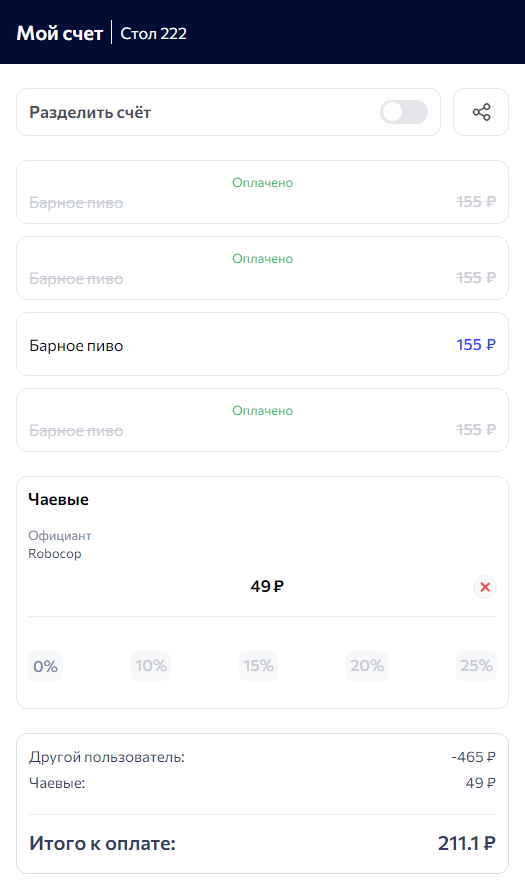 Мой счет | Стол 222
Разделить счёт
Оплачено
Барное пиво 155 ₽
Оплачено
Барное пиво 155 ₽
Барное пиво 155 ₽
Оплачено
Барное пиво 155 ₽
Чаевые
Официант
Robocop
49 ₽
0% 10% 15% 20% 25%
Другой пользователь: -465 ₽
Чаевые: 49 ₽
Итого к оплате: 211.1 ₽